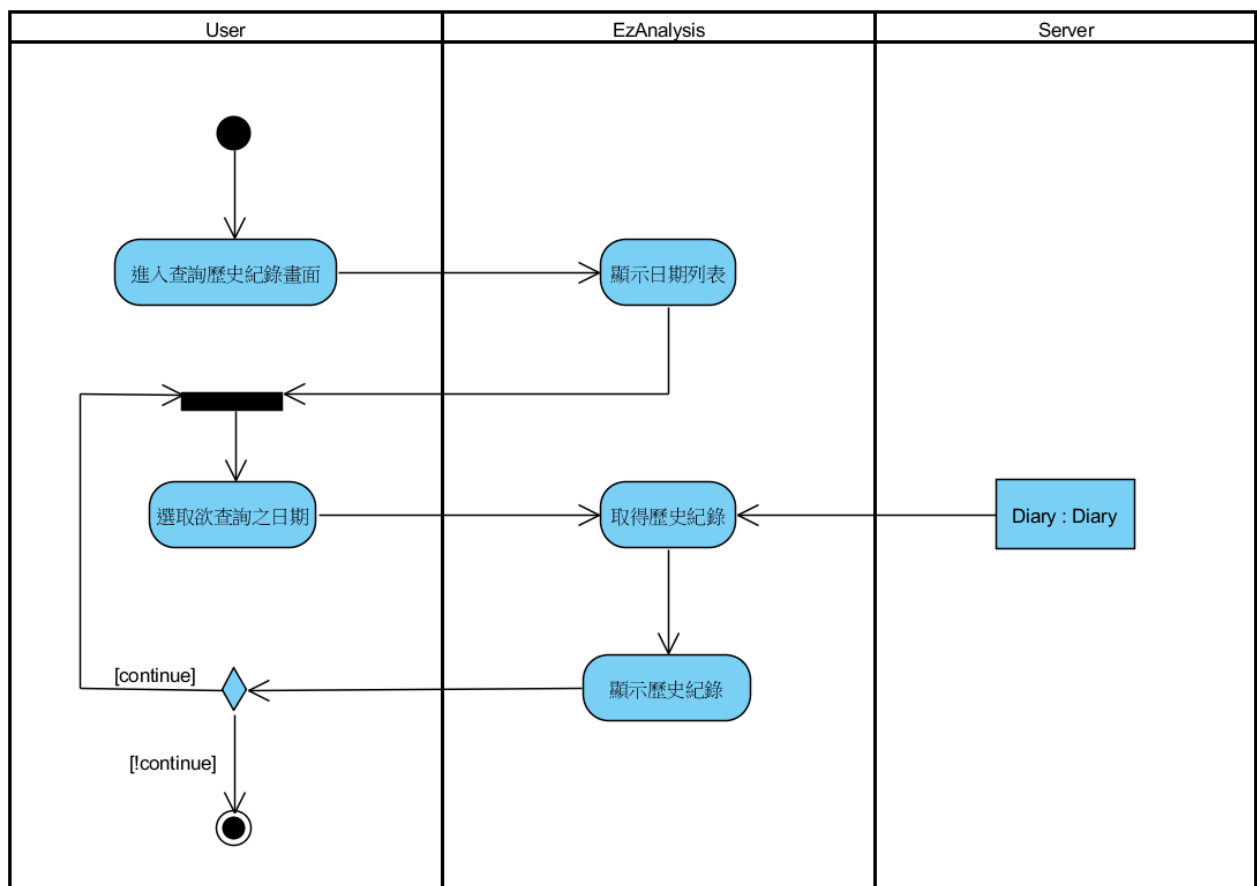 User
EzAnalysis
Server
進入查詢歷史紀錄畫面
顯示日期列表
選取欲查詢之日期
取得歷史紀錄
Diary : Diary
[continue]
顯示歷史紀錄
[!continue]